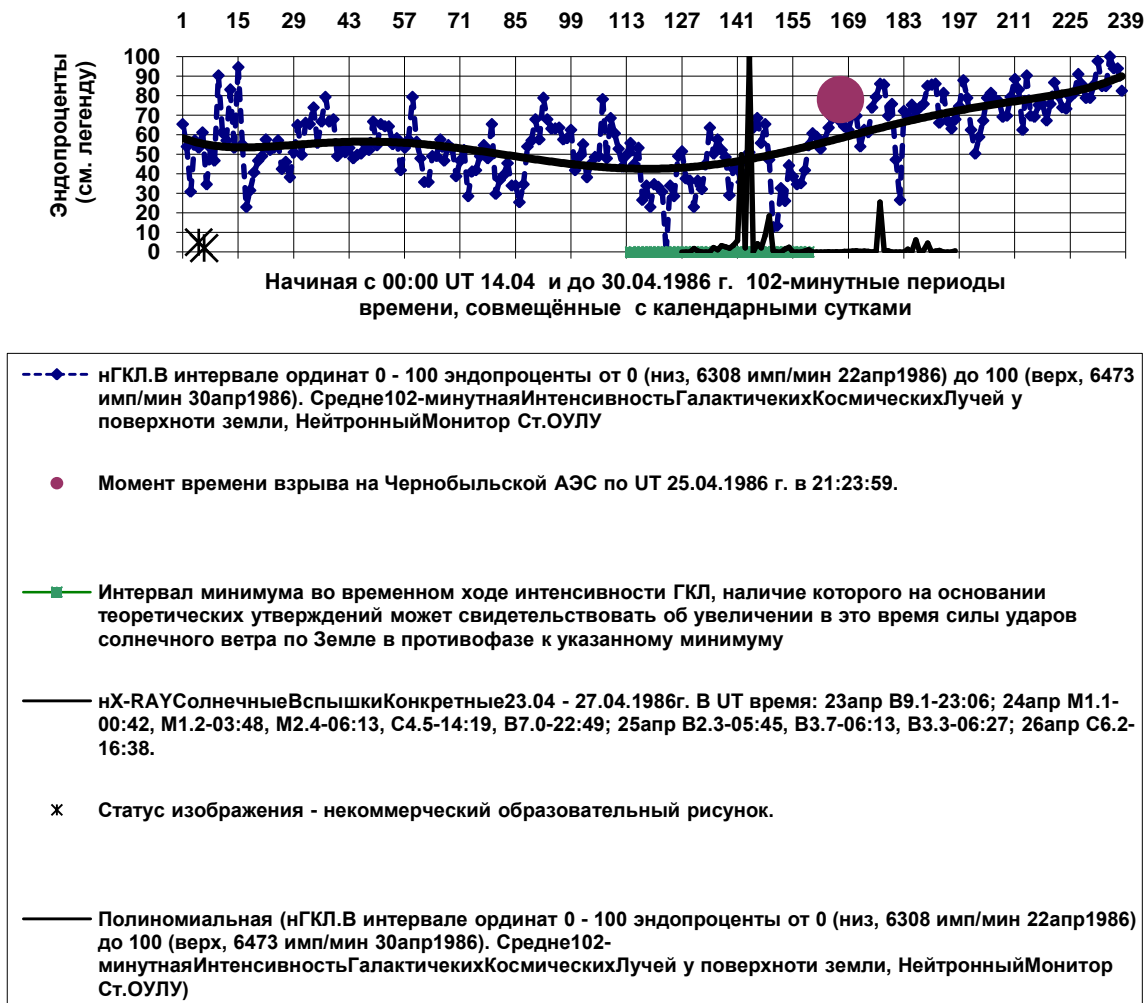 1 15 29 43 57 71 85 99 113 127 141 155 169 183 197 211 225 239
Эндопроценты
(см. легенду)
100
90
80
70
60
50
40
30
20
10
0
Начиная с 00:00 UT 14.04 и до 30.04.1986 г. 102-минутные периоды
времени, совмещённые с календарными сутками
нГКЛ.В интервале ординат 0 - 100 эндопроценты от 0 (низ, 6308 имп/мин 22апр1986) до 100 (верх, 6473
имп/мин 30апр1986). Средне102-минутнаяИнтенсивностьГалактичекихКосмическихЛучей у
поверхноти земли, НейтронныйМонитор Ст.ОУЛУ
Момент времени взрыва на Чернобыльской АЭС по UT 25.04.1986 г. в 21:23:59.
Интервал минимума во временном ходе интенсивности ГКЛ, наличие которого на основании
теоретических утверждений может свидетельствовать об увеличении в это время силы ударов
солнечного ветра по Земле в противофазе к указанному минимуму
нX-RAYСолнечныеВспышкиКонкретные23.04 - 27.04.1986г. В UT время: 23апр B9.1-23:06; 24апр M1.1-
00:42, M1.2-03:48, M2.4-06:13, C4.5-14:19, B7.0-22:49; 25апр B2.3-05:45, B3.7-06:13, B3.3-06:27; 26апр C6.2-
16:38.
Статус изображения - некоммерческий образовательный рисунок.
Полиномиальная (нГКЛ.В интервале ординат 0 - 100 эндопроценты от 0 (низ, 6308 имп/мин 22апр1986)
до 100 (верх, 6473 имп/мин 30апр1986). Средне102-
минутнаяИнтенсивностьГалактичекихКосмическихЛучей у поверхноти земли, НейтронныйМонитор
Ст.ОУЛУ)